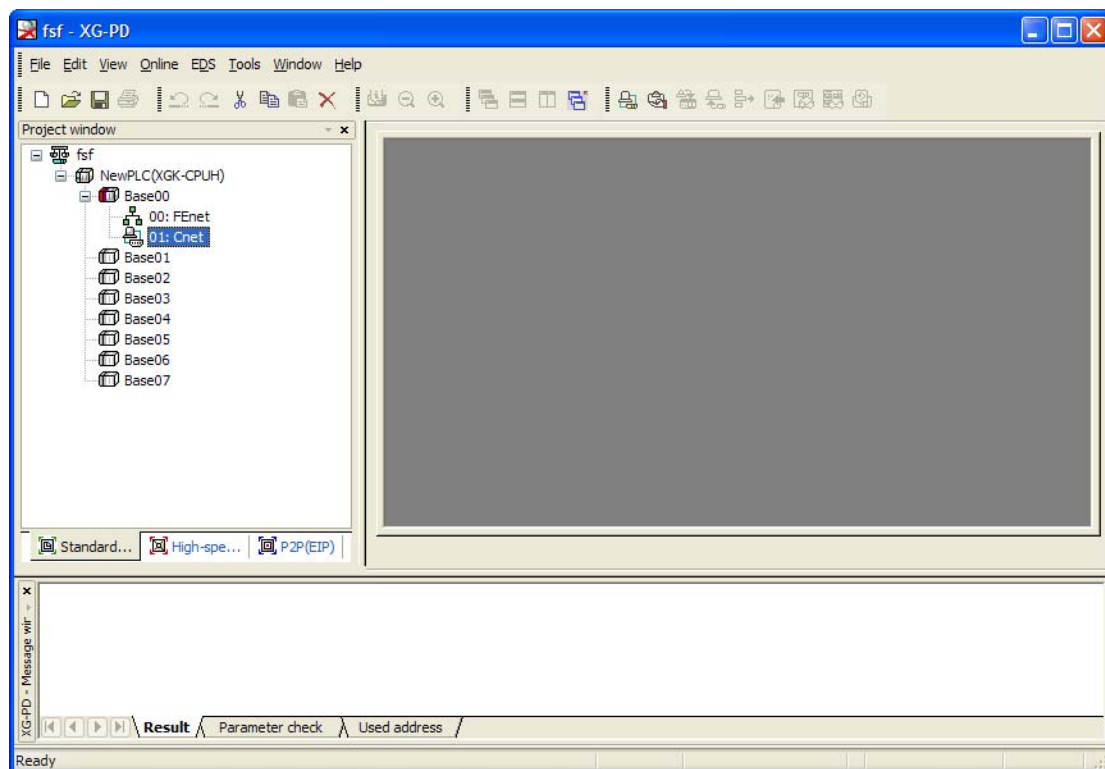 fsf - XG-PD
File Edit View Online EDS Tools Window Help
Project window
fsf
NewPLC(XGK-CPUH)
Base00
00: FEnet
01: Cnet
Base01
Base02
Base03
Base04
Base05
Base06
Base07
Standard... High-spe... P2P(EIP)
XG-PD - Message wir
Result Parameter check Used address
Ready